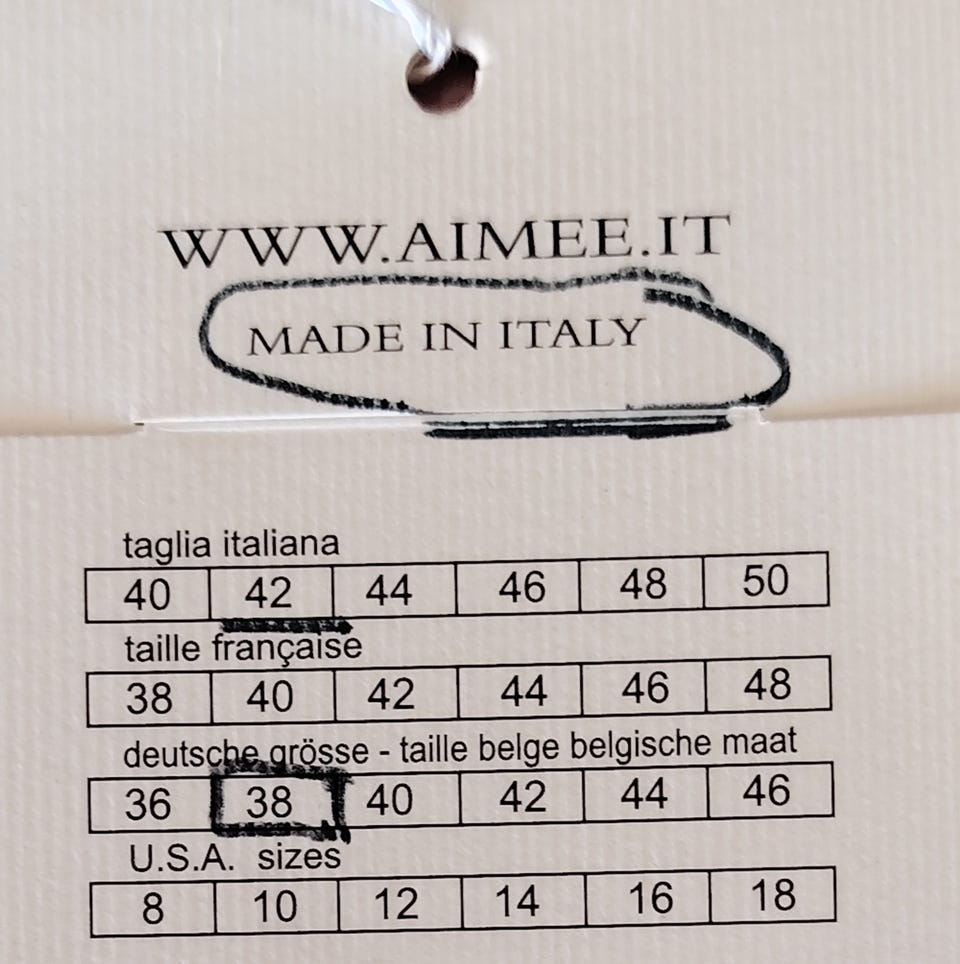 WWW.AIMEE.IT
MADE IN ITALY
taglia italiana
40 42 44 46 48 50
taille française
38 40 42 44 46 48
deutsche grösse - taille belge belgische maat
36 38 40 42 44 46
U.S.A. sizes
8 10 12 14 16 18